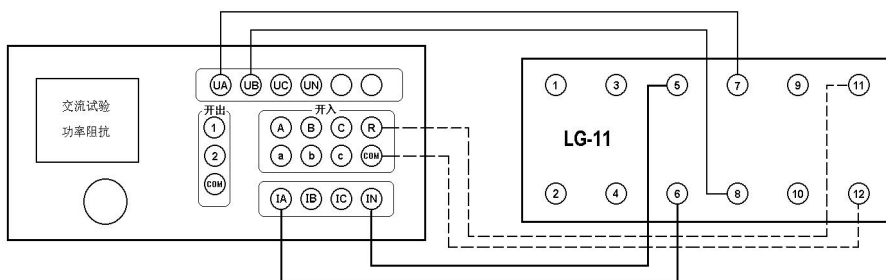 UA UB UC UN
交流试验
功率阻抗
开出
1
2
COM
开入
A B C R
a b c COM
IA IB IC IN
1 3 5 7 9 11
LG-11
2 4 6 8 10 12